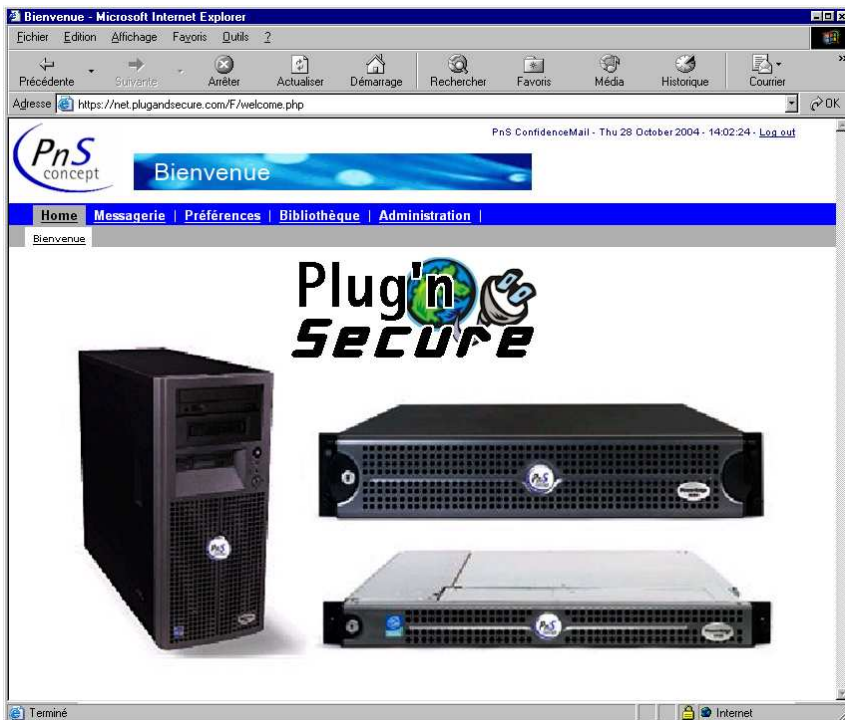 Bienvenue - Microsoft Internet Explorer
Fichier Edition Affichage Favoris Outils ?
Précédente Suivante Arrêter Actualiser Démarrage Rechercher Favoris Média Historique Courrier
Adresse https://net.plugandsecure.com/F/welcome.php OK
PnS ConfidenceMail - Thu 28 October 2004 - 14:02:24 - Log out
PnS
concept
Bienvenue
Home Messagerie | Préférences | Bibliothèque | Administration |
Bienvenue
Plug'n
Secure
PnS
PnS
PnS
Terminé Internet